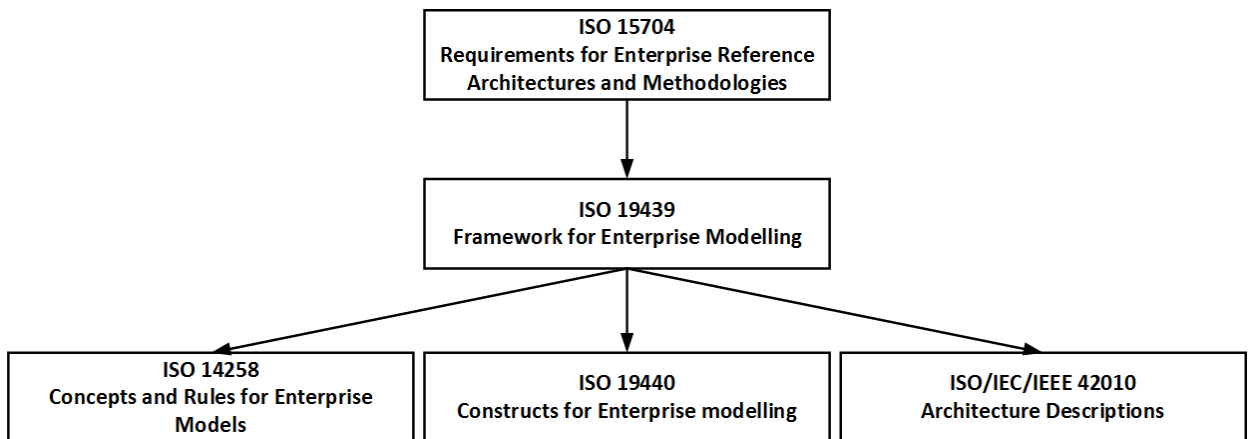 ISO 15704
Requirements for Enterprise Reference
Architectures and Methodologies
ISO 19439
Framework for Enterprise Modelling
ISO 14258
Concepts and Rules for Enterprise
Models
ISO 19440
Constructs for Enterprise modelling
ISO/IEC/IEEE 42010
Architecture Descriptions